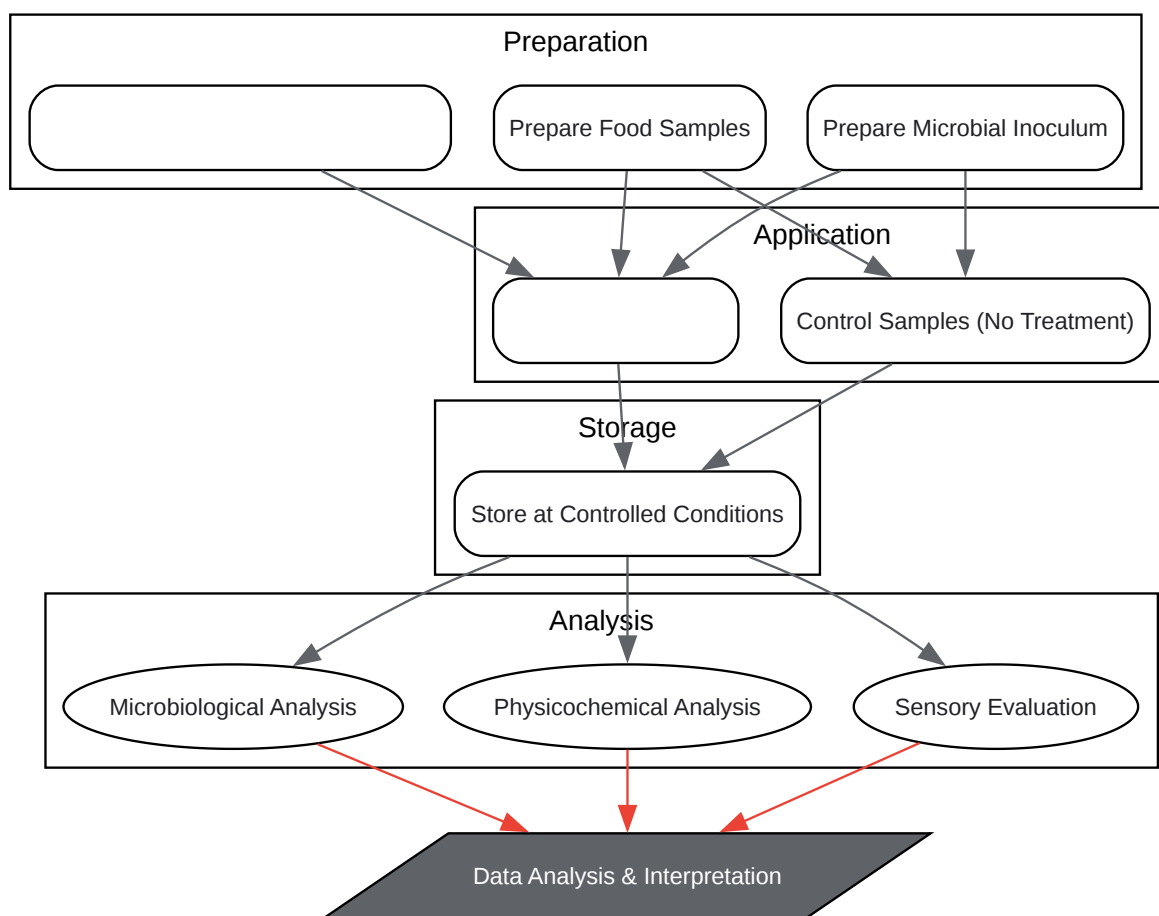 Preparation
Prepare Food Samples
Prepare Microbial Inoculum
Application
Control Samples (No Treatment)
Storage
Store at Controlled Conditions
Analysis
Microbiological Analysis
Physicochemical Analysis
Sensory Evaluation
Data Analysis & Interpretation